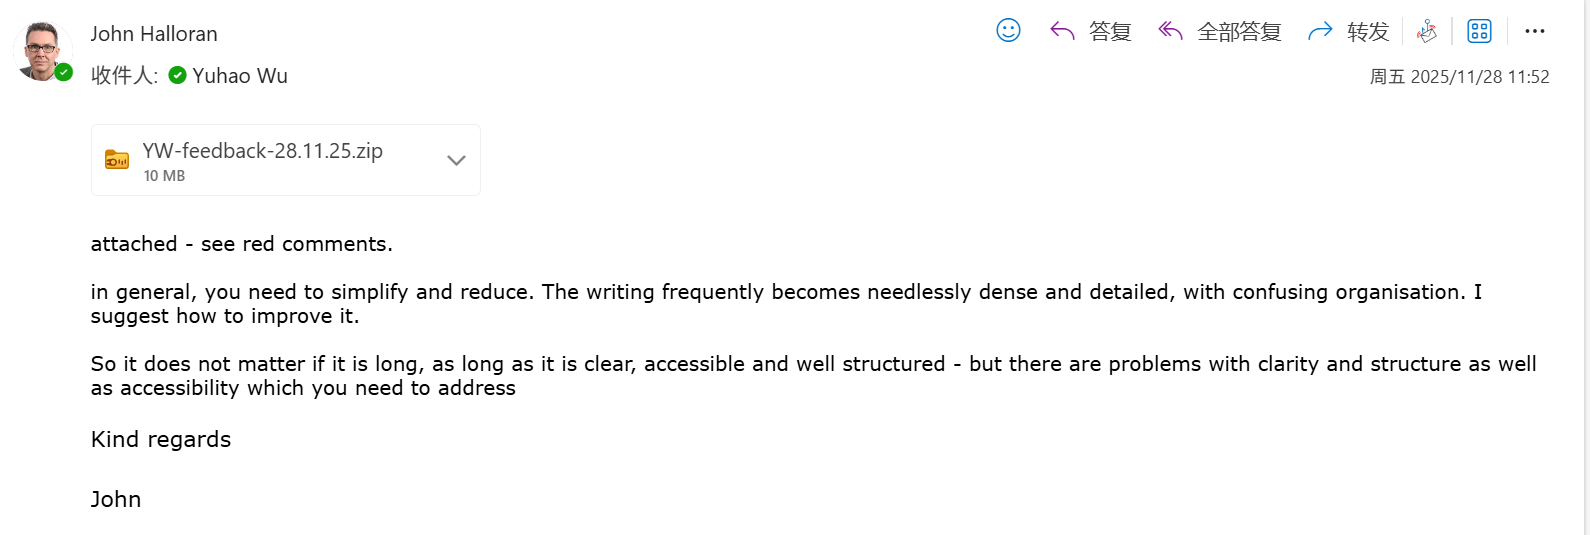 John Halloran
答复
全部答复
转发
收件人: Yuhao Wu
周五 2025/11/28 11:52
YW-feedback-28.11.25.zip
10 MB
attached - see red comments.
in general, you need to simplify and reduce. The writing frequently becomes needlessly dense and detailed, with confusing organisation. I
suggest how to improve it.
So it does not matter if it is long, as long as it is clear, accessible and well structured - but there are problems with clarity and structure as well
as accessibility which you need to address
Kind regards
John